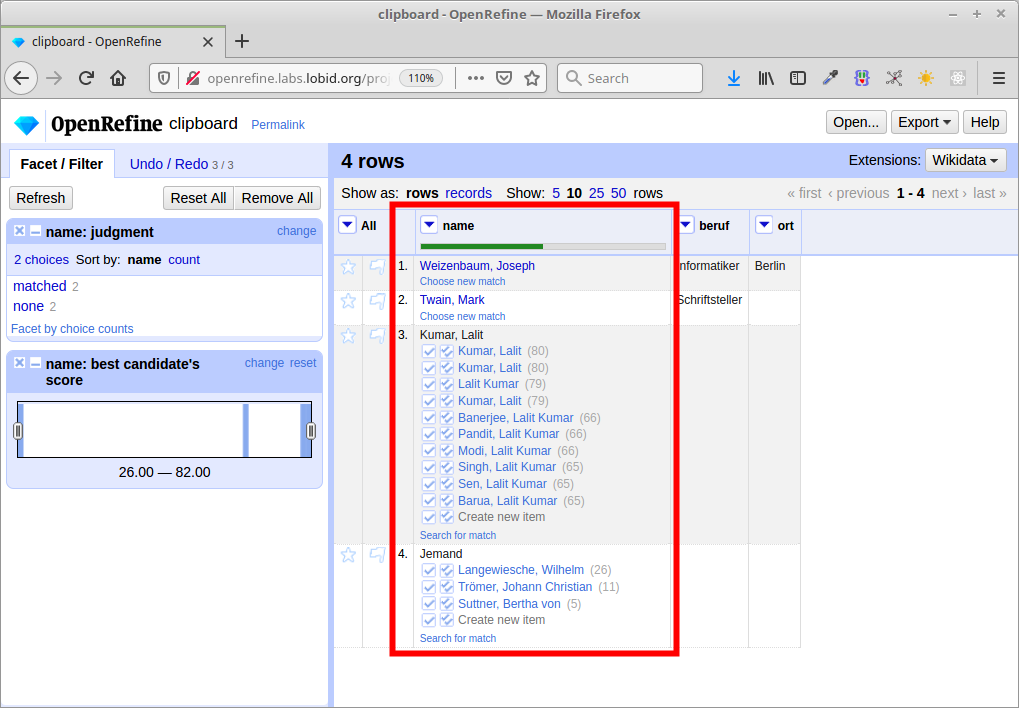 clipboard - OpenRefine — Mozilla Firefox
clipboard - OpenRefine
openrefine.labs.lobid.org/pro 110% Search
OpenRefine clipboard Permalink Open... Export Help
Facet / Filter Undo / Redo 3 / 3
Refresh Reset All Remove All
name: judgment change
2 choices Sort by: name count
matched 2
none 2
Facet by choice counts
name: best candidate's score change reset
26.00 — 82.00
4 rows Extensions: Wikidata
Show as: rows records Show: 5 10 25 50 rows « first ‹ previous 1 - 4 next › last »
All name beruf ort
1. Weizenbaum, Joseph Informatiker Berlin
Choose new match
2. Twain, Mark Schriftsteller
Choose new match
3. Kumar, Lalit
Kumar, Lalit (80)
Kumar, Lalit (80)
Lalit Kumar (79)
Kumar, Lalit (79)
Banerjee, Lalit Kumar (66)
Pandit, Lalit Kumar (66)
Modi, Lalit Kumar (66)
Singh, Lalit Kumar (65)
Sen, Lalit Kumar (65)
Barua, Lalit Kumar (65)
Create new item
Search for match
4. Jemand
Langewiesche, Wilhelm (26)
Trömer, Johann Christian (11)
Suttner, Bertha von (5)
Create new item
Search for match